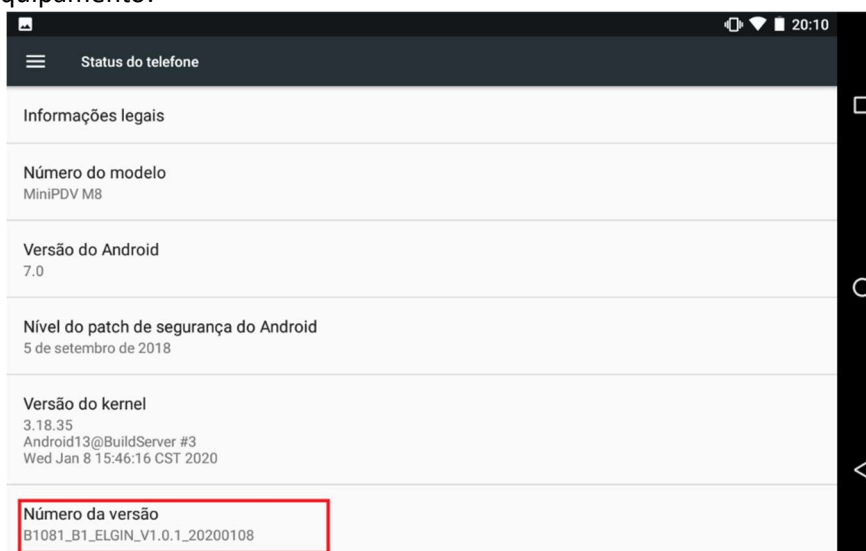 20:10
Status do telefone
Informações legais
Número do modelo
MiniPDV M8
Versão do Android
7.0
Nível do patch de segurança do Android
5 de setembro de 2018
Versão do kernel
3.18.35
Android13@BuildServer #3
Wed Jan 8 15:46:16 CST 2020
Número da versão
B1081_B1_ELGIN_V1.0.1_20200108